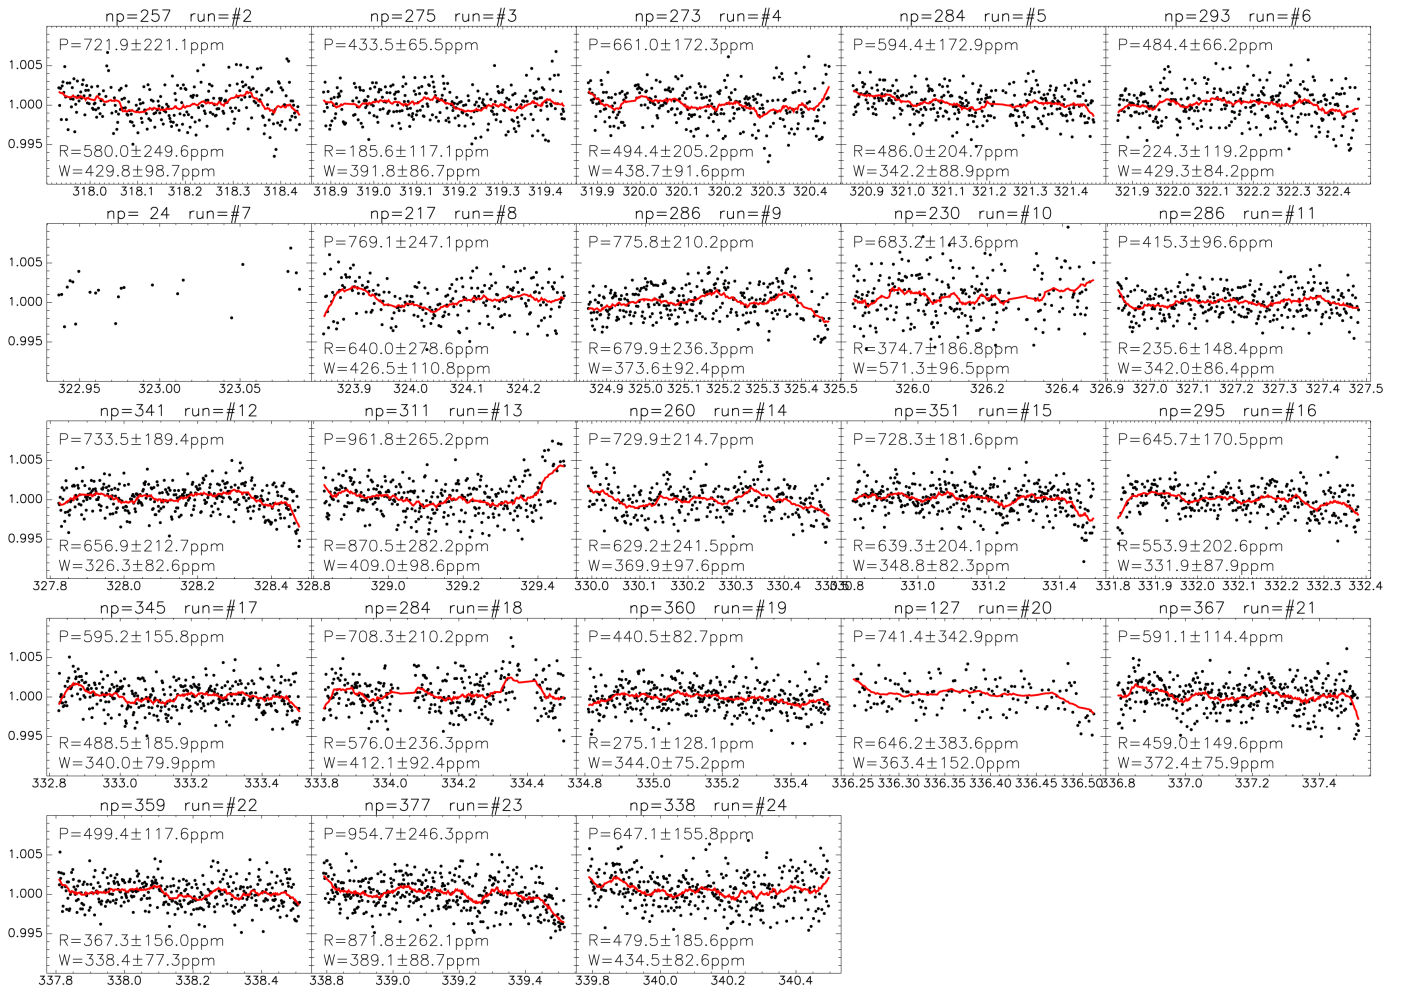 np=257 run=#2 np=275 run=#3 np=273 run=#4 np=284 run=#5 np=293 run=#6
P=721.9±221.1ppm P=433.5±65.5ppm P=661.0±172.3ppm P=594.4±172.9ppm P=484.4±66.2ppm
1.005
1.000
0.995
R=580.0±249.6ppm R=185.6±117.1ppm R=494.4±205.2ppm R=486.0±204.7ppm R=224.3±119.2ppm
W=429.8±98.7ppm W=391.8±86.7ppm W=438.7±91.6ppm W=342.2±88.9ppm W=429.3±84.2ppm
318.0 318.1 318.2 318.3 318.4 318.9 319.0 319.1 319.2 319.3 319.4 319.9 320.0 320.1 320.2 320.3 320.4 320.9 321.0 321.1 321.2 321.3 321.4 321.9 322.0 322.1 322.2 322.3 322.4
np= 24 run=#7 np=217 run=#8 np=286 run=#9 np=230 run=#10 np=286 run=#11
P=769.1±247.1ppm P=775.8±210.2ppm P=683.2±143.6ppm P=415.3±96.6ppm
1.005
1.000
0.995
R=640.0±278.6ppm R=679.9±236.3ppm R=374.7±186.8ppm R=235.6±148.4ppm
W=426.5±110.8ppm W=373.6±92.4ppm W=571.3±96.5ppm W=342.0±86.4ppm
322.95 323.00 323.05 323.9 324.0 324.1 324.2 324.9 325.0 325.1 325.2 325.3 325.4 325.5 326.0 326.2 326.4 326.9 327.0 327.1 327.2 327.3 327.4 327.5
np=341 run=#12 np=311 run=#13 np=260 run=#14 np=351 run=#15 np=295 run=#16
P=733.5±189.4ppm P=961.8±265.2ppm P=729.9±214.7ppm P=728.3±181.6ppm P=645.7±170.5ppm
1.005
1.000
0.995
R=656.9±212.7ppm R=870.5±282.2ppm R=629.2±241.5ppm R=639.3±204.1ppm R=553.9±202.6ppm
W=326.3±82.6ppm W=409.0±98.6ppm W=369.9±97.6ppm W=348.8±82.3ppm W=331.9±87.9ppm
327.8 328.0 328.2 328.4 328.8 329.0 329.2 329.4 330.0 330.1 330.2 330.3 330.4 330.5 330.8 331.0 331.2 331.4 331.8 331.9 332.0 332.1 332.2 332.3 332.4
np=345 run=#17 np=284 run=#18 np=360 run=#19 np=127 run=#20 np=367 run=#21
P=595.2±155.8ppm P=708.3±210.2ppm P=440.5±82.7ppm P=741.4±342.9ppm P=591.1±114.4ppm
1.005
1.000
0.995
R=488.5±185.9ppm R=576.0±236.3ppm R=275.1±128.1ppm R=646.2±383.6ppm R=459.0±149.6ppm
W=340.0±79.9ppm W=412.1±92.4ppm W=344.0±75.2ppm W=363.4±152.0ppm W=372.4±75.9ppm
332.8 333.0 333.2 333.4 333.8 334.0 334.2 334.4 334.8 335.0 335.2 335.4 336.25 336.30 336.35 336.40 336.45 336.50 336.8 337.0 337.2 337.4
np=359 run=#22 np=377 run=#23 np=338 run=#24
P=499.4±117.6ppm P=954.7±246.3ppm P=647.1±155.8ppm
1.005
1.000
0.995
R=367.3±156.0ppm R=871.8±262.1ppm R=479.5±185.6ppm
W=338.4±77.3ppm W=389.1±88.7ppm W=434.5±82.6ppm
337.8 338.0 338.2 338.4 338.8 339.0 339.2 339.4 339.8 340.0 340.2 340.4